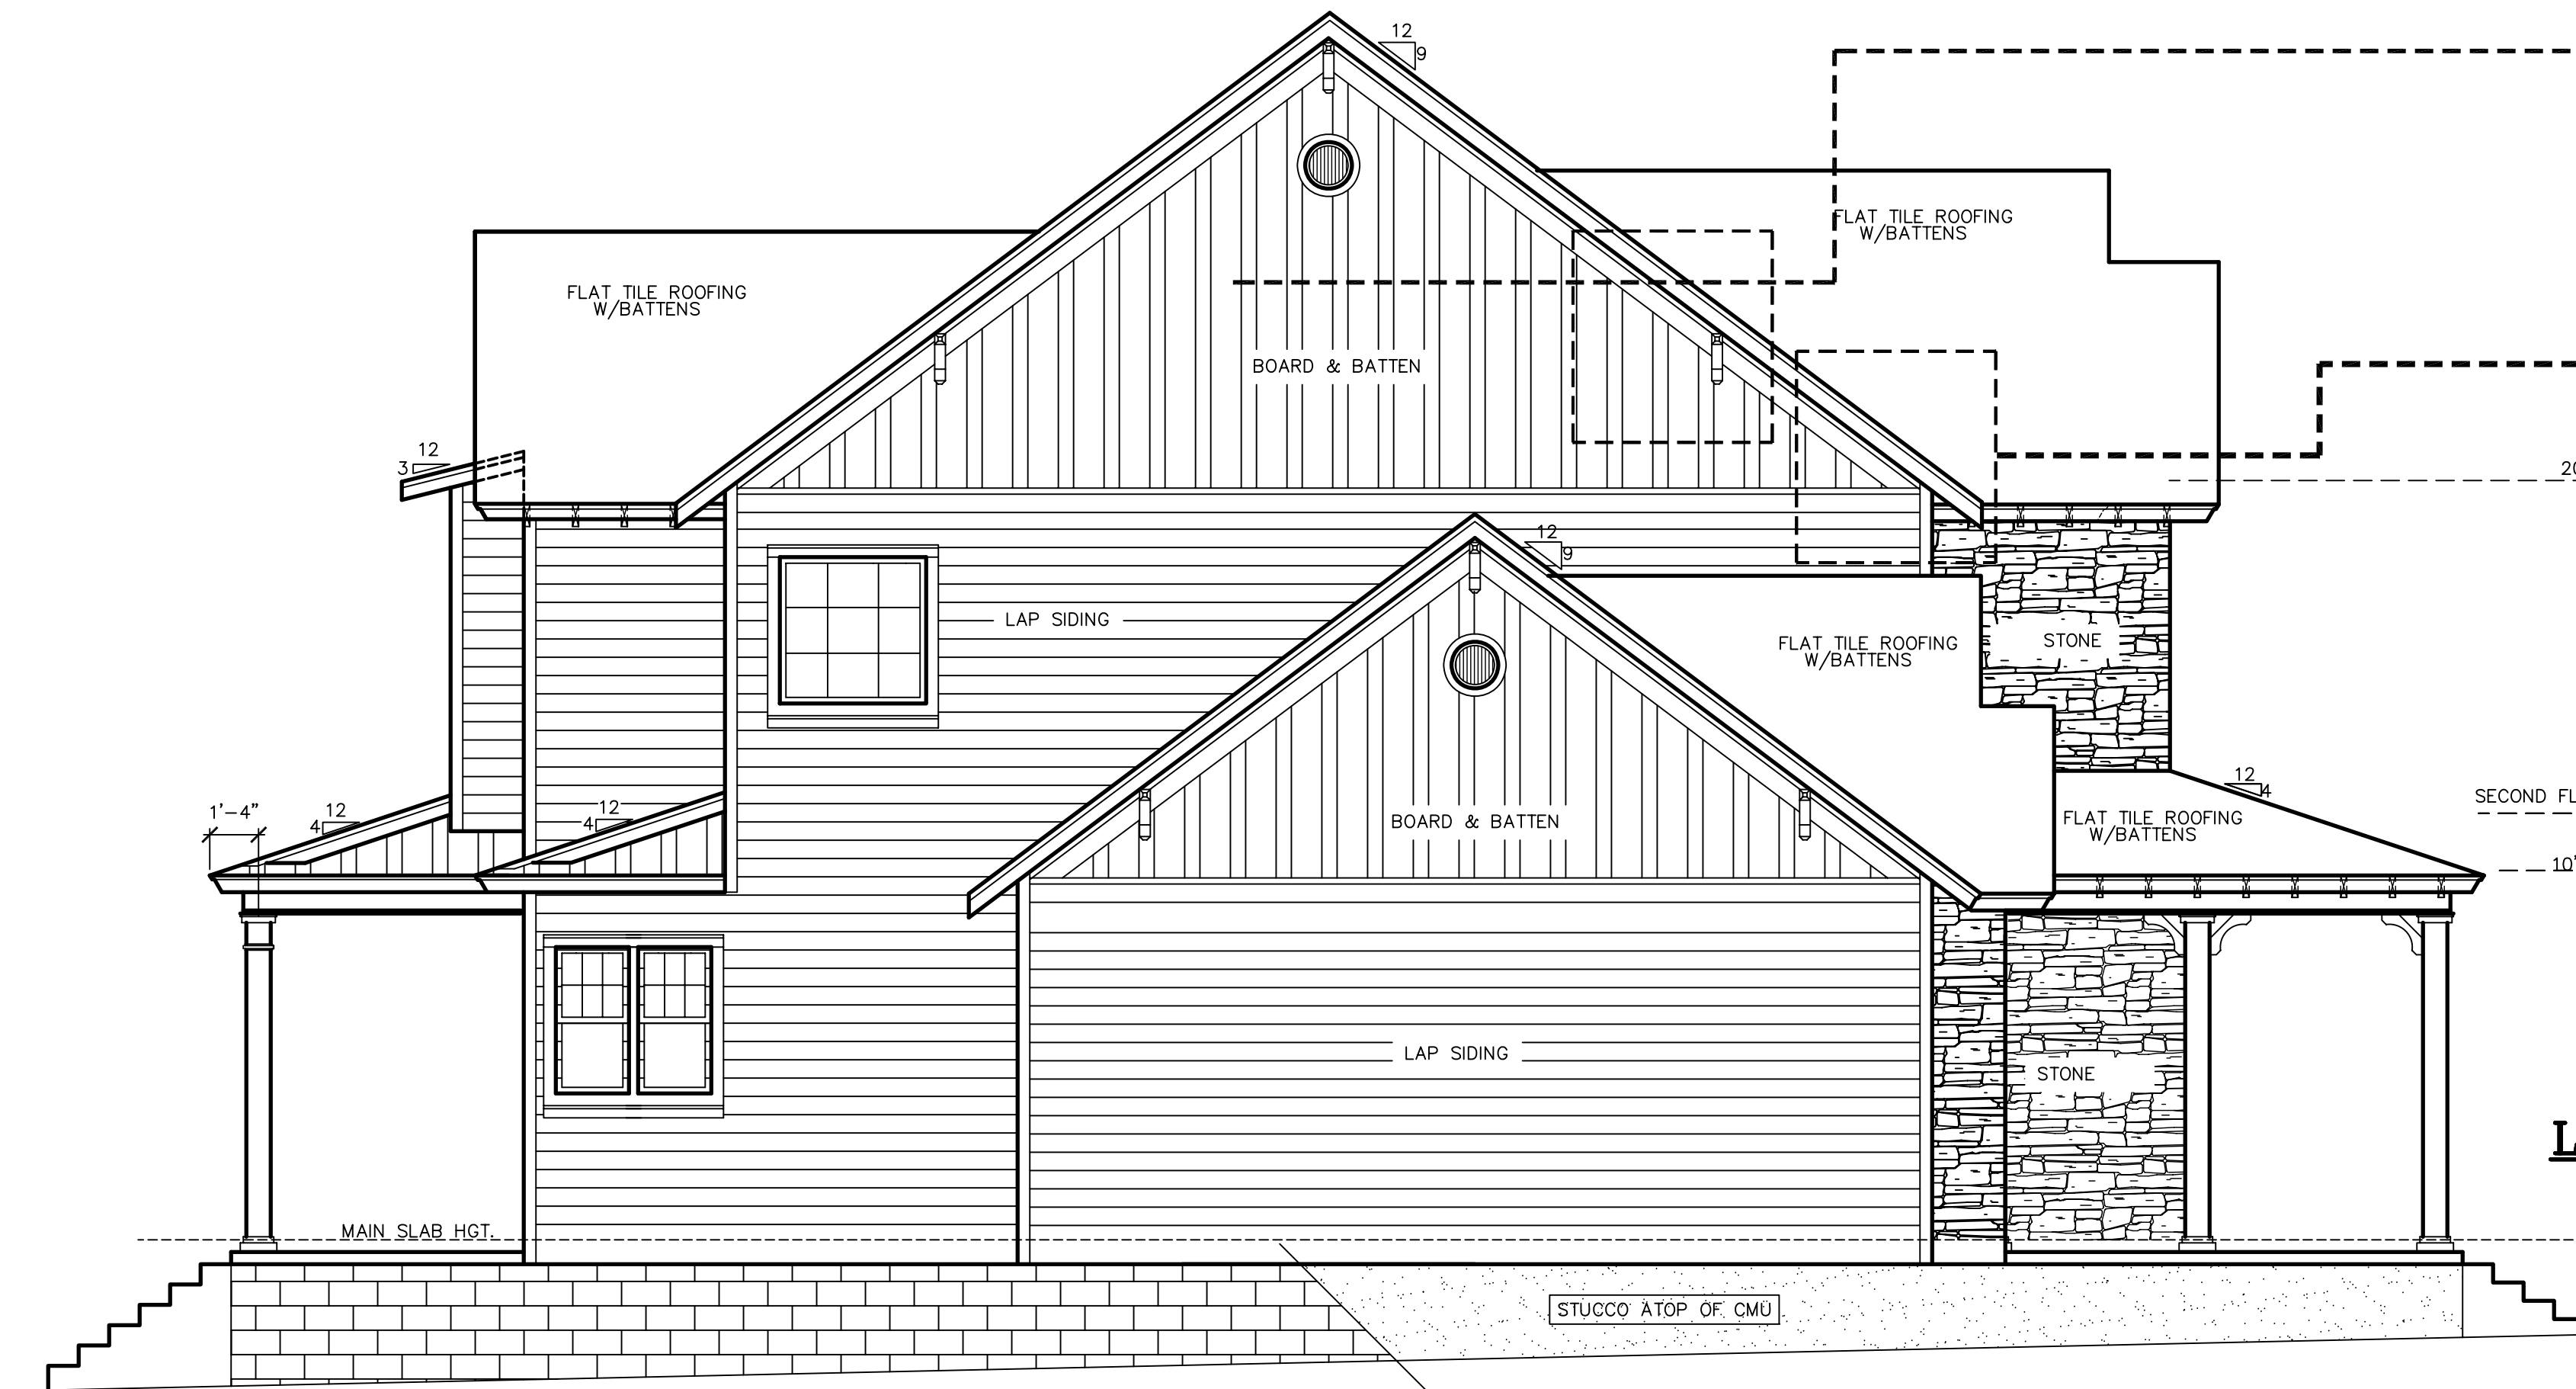 12
9
FLAT TILE ROOFING
W/BATTENS
FLAT TILE ROOFING
W/BATTENS
BOARD & BATTEN
12
3
20
12
9
LAP SIDING
FLAT TILE ROOFING
W/BATTENS
STONE
12
4
1'-4"
12
4
12
4
SECOND FL
FLAT TILE ROOFING
W/BATTENS
BOARD & BATTEN
10'
LAP SIDING
STONE
MAIN SLAB HGT.
STUCCO ATOP OF CMU